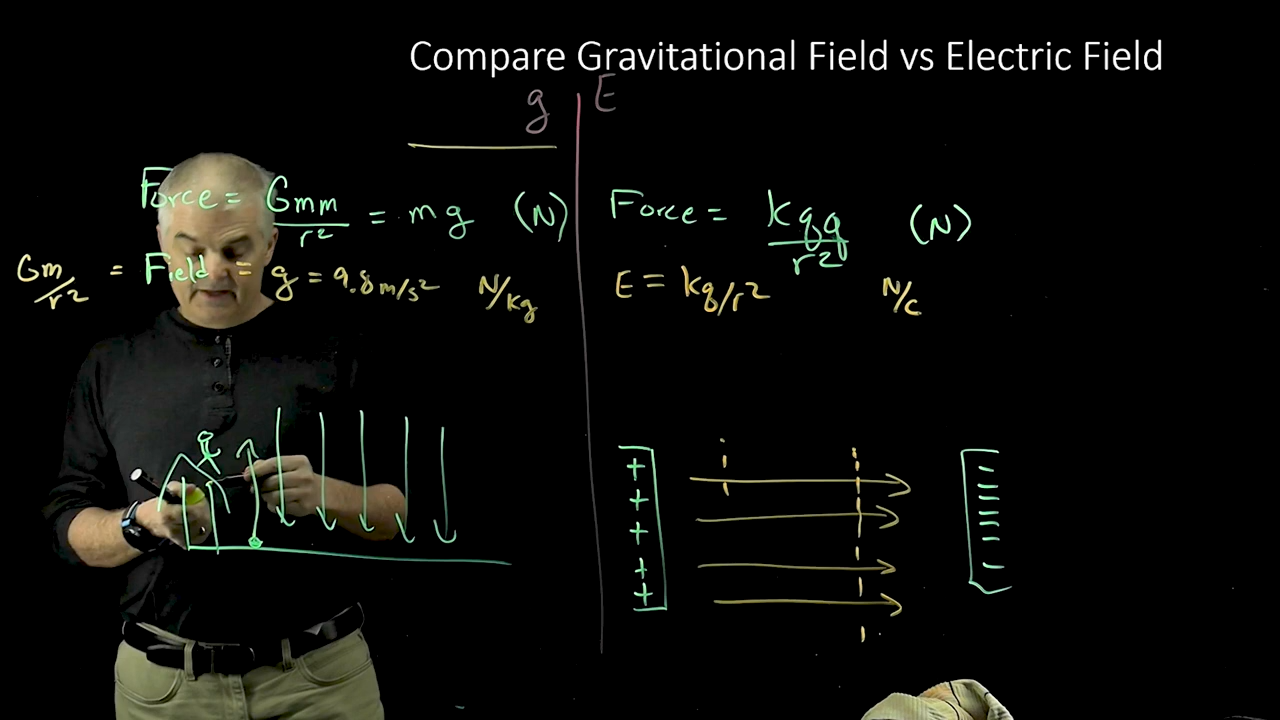 Compare Gravitational Field vs Electric Field
g E
Force = Gmm/r² = mg (N)
Gm/r² = Field = g = 9.8 m/s² N/kg
Force = kqq/r² (N)
E = kq/r² N/C
+ −
+ −
+ −
+ −
+ −
−